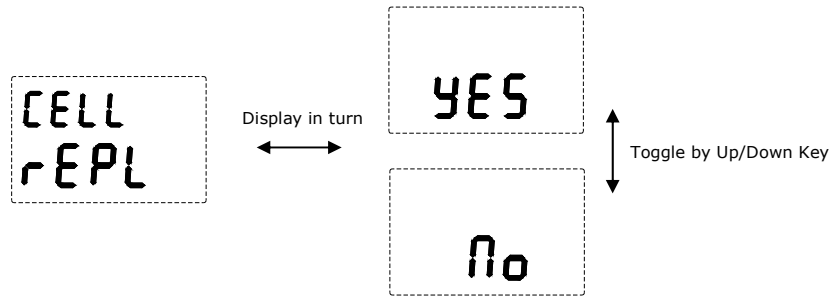 CELL
rEPL
Display in turn
YES
Toggle by Up/Down Key
No